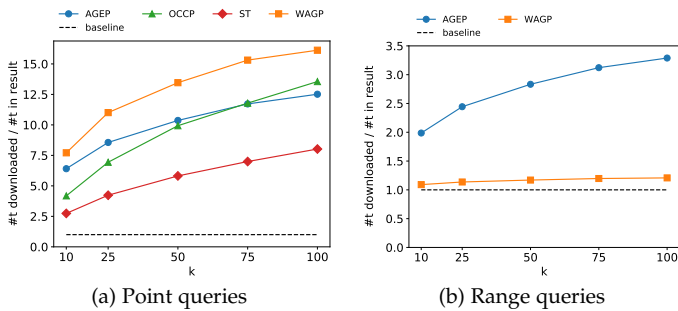 AGEP OCCP ST WAGP
baseline
#t downloaded / #t in result
15.0
12.5
10.0
7.5
5.0
2.5
0.0
10 25 50 75 100
k
(a) Point queries
AGEP WAGP
baseline
#t downloaded / #t in result
3.5
3.0
2.5
2.0
1.5
1.0
0.5
0.0
10 25 50 75 100
k
(b) Range queries